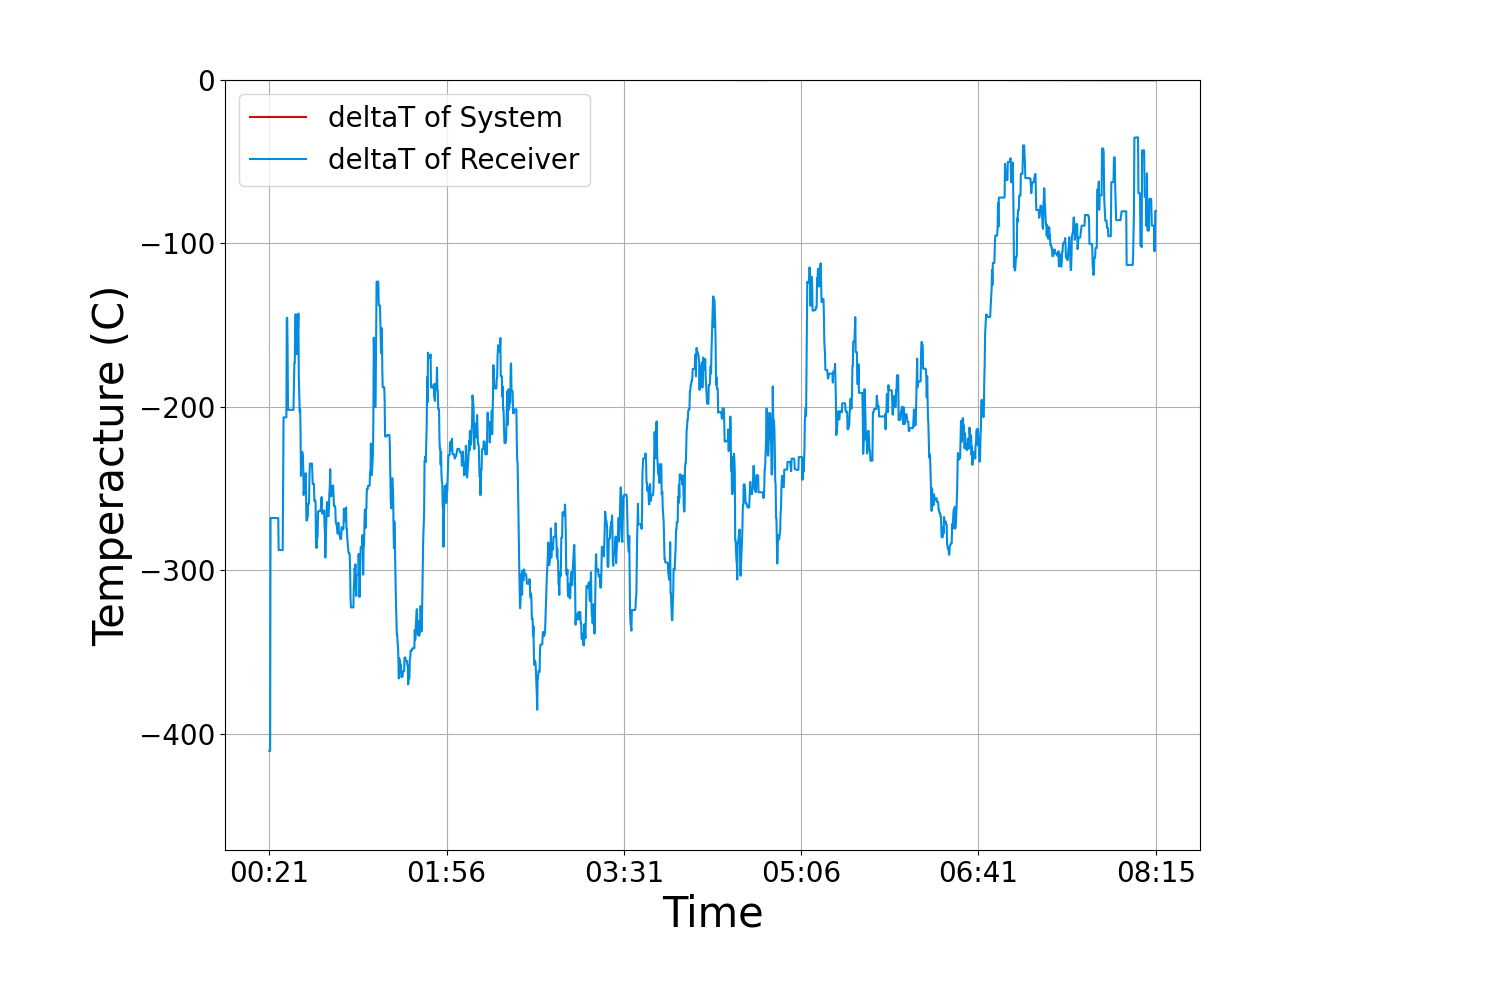 0
−100
−200
−300
−400
Temperacture (C)
deltaT of System
deltaT of Receiver
00:21 01:56 03:31 05:06 06:41 08:15
Time